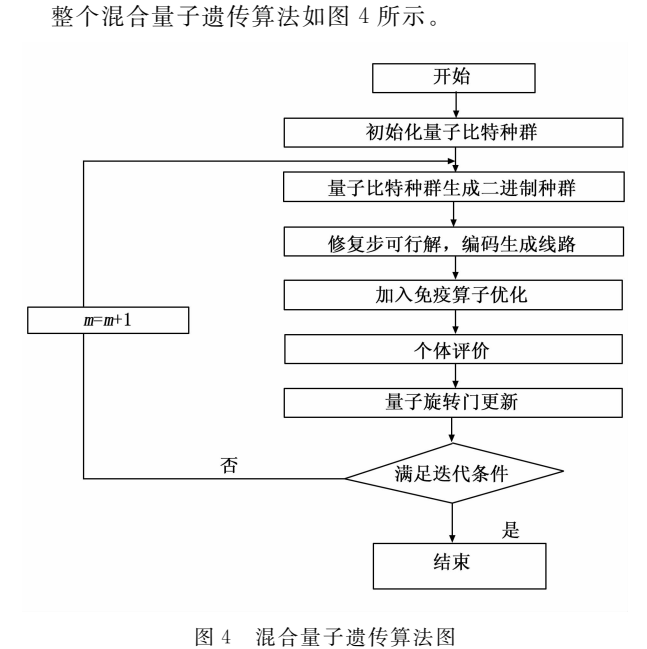 整个混合量子遗传算法如图 4 所示。
开始
初始化量子比特种群
量子比特种群生成二进制种群
修复步可行解，编码生成线路
加入免疫算子优化
m=m+1
个体评价
量子旋转门更新
否
满足迭代条件
是
结束
图 4　混合量子遗传算法图